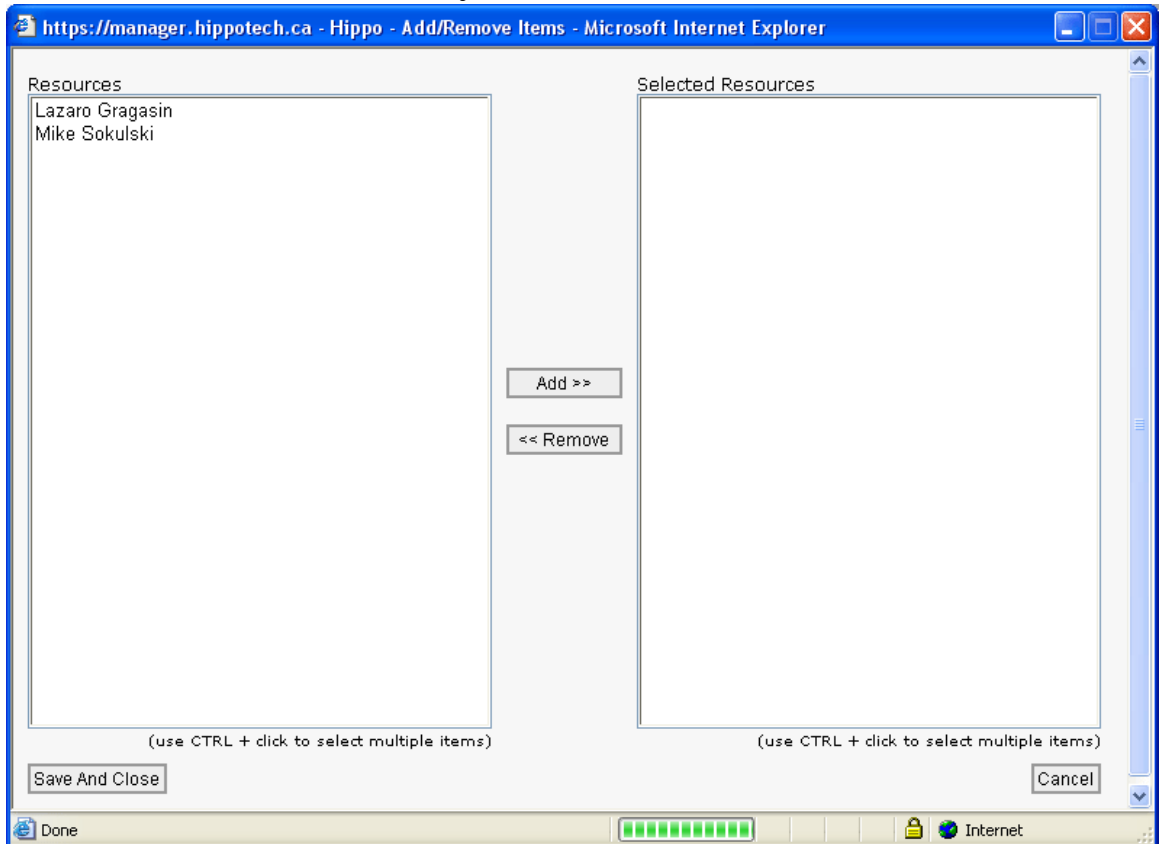 https://manager.hippotech.ca - Hippo - Add/Remove Items - Microsoft Internet Explorer
Resources
Selected Resources
Lazaro Gragasin
Mike Sokulski
Add >>
<< Remove
(use CTRL + click to select multiple items)
(use CTRL + click to select multiple items)
Save And Close
Cancel
Done
Internet